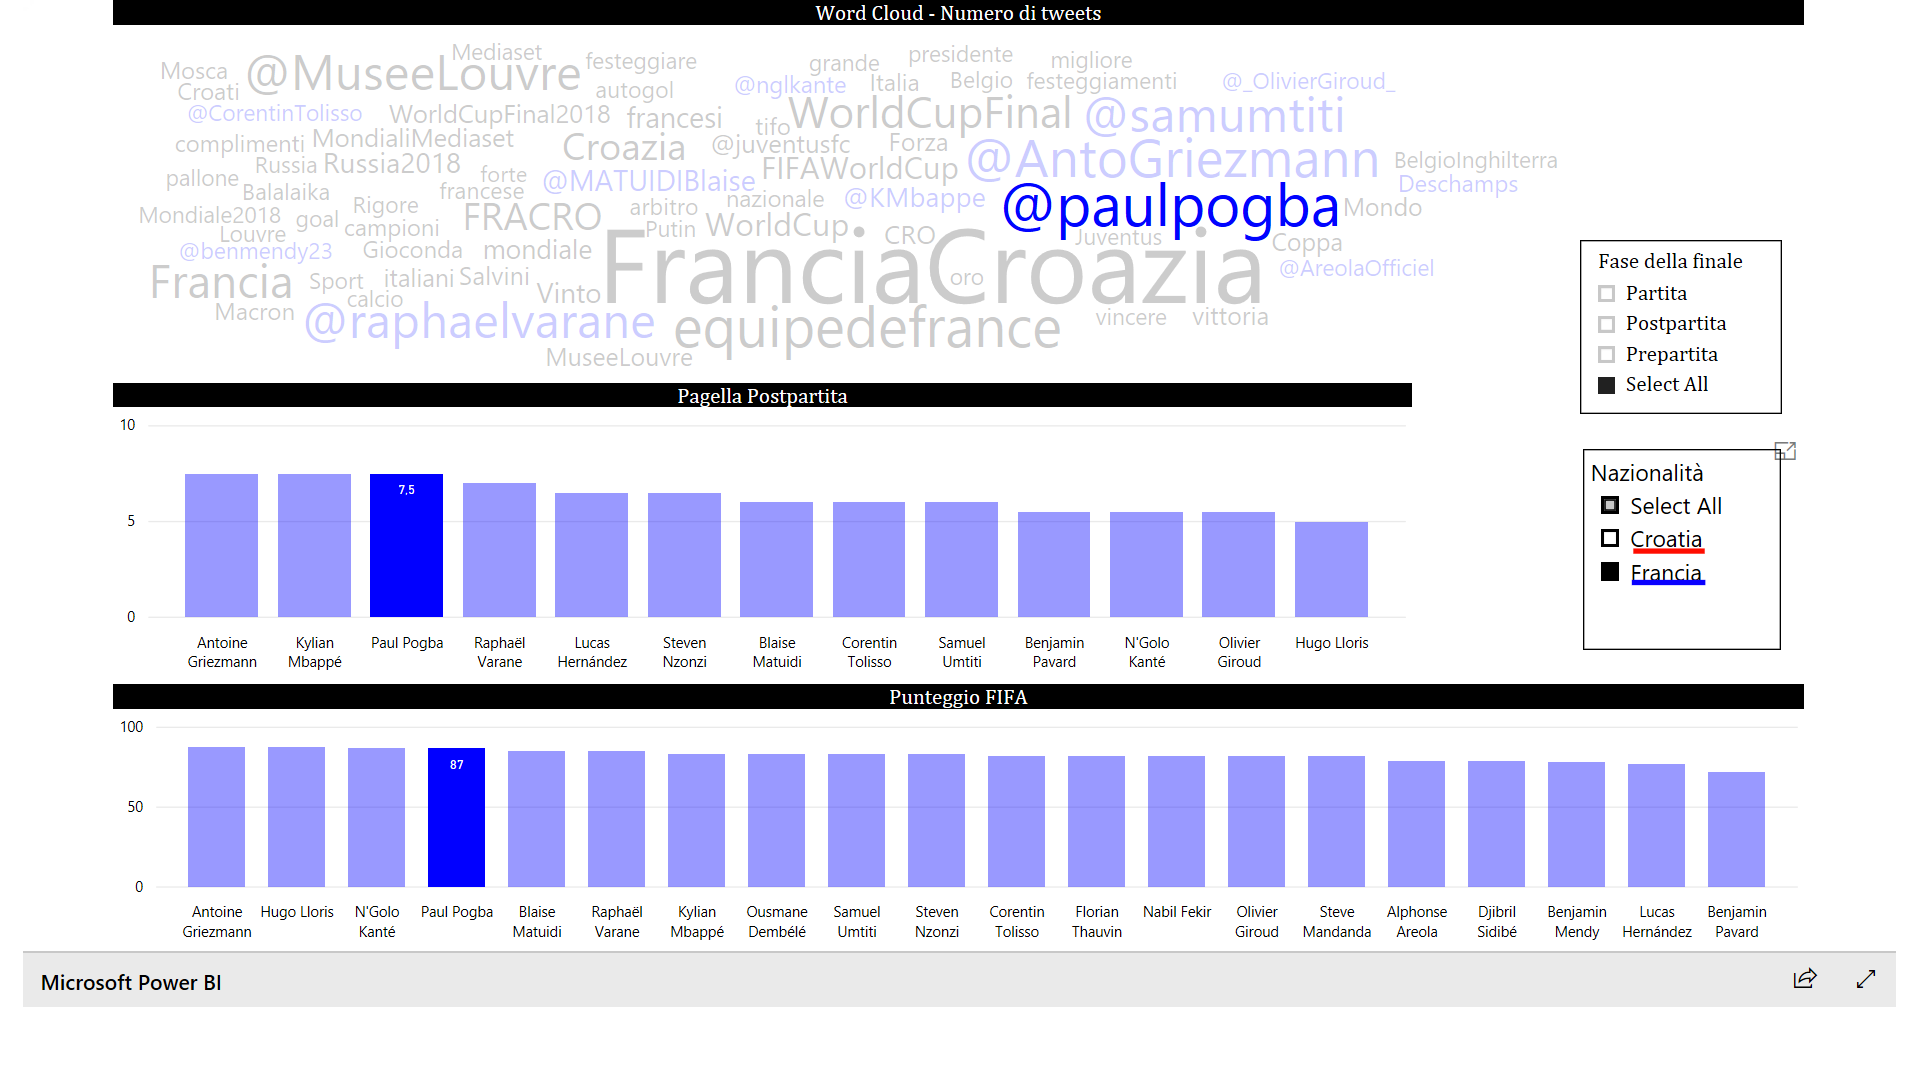 Word Cloud - Numero di tweets
Mediaset
presidente
festeggiare
migliore
grande
Mosca
@MuseeLouvre
Belgio
festeggiamenti
@_OlivierGiroud_
Italia
@nglkante
Croati
autogol
@CorentinTolisso
WorldCupFinal2018
francesi
WorldCupFinal
@samumtiti
tifo
complimenti
MondialiMediaset
Croazia
@juventusfc
Forza
@AntoGriezmann
BelgioInghilterra
Russia
Russia2018
FIFAWorldCup
pallone
forte
@MATUIDIBlaise
Deschamps
Balalaika
francese
nazionale
@KMbappe
@paulpogba
Mondo
Mondiale2018
goal
Rigore
FRACRO
arbitro
campioni
Putin
WorldCup
CRO
Juventus
Louvre
@benmendy23
Gioconda
mondiale
FranciaCroazia
Coppa
@AreolaOfficiel
Francia
Sport
italiani
Salvini
oro
calcio
Vinto
Macron
@raphaelvarane
equipedefrance
vincere
vittoria
MuseeLouvre
Fase della finale
Partita
Postpartita
Prepartita
Select All
Nazionalità
Select All
Croatia
Francia
Pagella Postpartita
10
5
0
7,5
Antoine Griezmann
Kylian Mbappé
Paul Pogba
Raphaël Varane
Lucas Hernández
Steven Nzonzi
Blaise Matuidi
Corentin Tolisso
Samuel Umtiti
Benjamin Pavard
N'Golo Kanté
Olivier Giroud
Hugo Lloris
Punteggio FIFA
100
50
0
87
Antoine Griezmann
Hugo Lloris
N'Golo Kanté
Paul Pogba
Blaise Matuidi
Raphaël Varane
Kylian Mbappé
Ousmane Dembélé
Samuel Umtiti
Steven Nzonzi
Corentin Tolisso
Florian Thauvin
Nabil Fekir
Olivier Giroud
Steve Mandanda
Alphonse Areola
Djibril Sidibé
Benjamin Mendy
Lucas Hernández
Benjamin Pavard
Microsoft Power BI